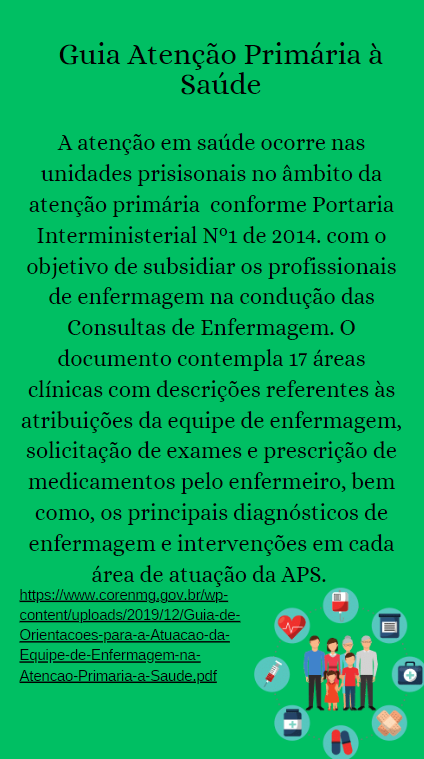 Guia Atenção Primária à
Saúde
A atenção em saúde ocorre nas
unidades prisisonais no âmbito da
atenção primária  conforme Portaria
Interministerial Nº1 de 2014. com o
objetivo de subsidiar os profissionais
de enfermagem na condução das
Consultas de Enfermagem. O
documento contempla 17 áreas
clínicas com descrições referentes às
atribuições da equipe de enfermagem,
solicitação de exames e prescrição de
medicamentos pelo enfermeiro, bem
como, os principais diagnósticos de
enfermagem e intervenções em cada
área de atuação da APS.
https://www.corenmg.gov.br/wp-
content/uploads/2019/12/Guia-de-
Orientacoes-para-a-Atuacao-da-
Equipe-de-Enfermagem-na-
Atencao-Primaria-a-Saude.pdf